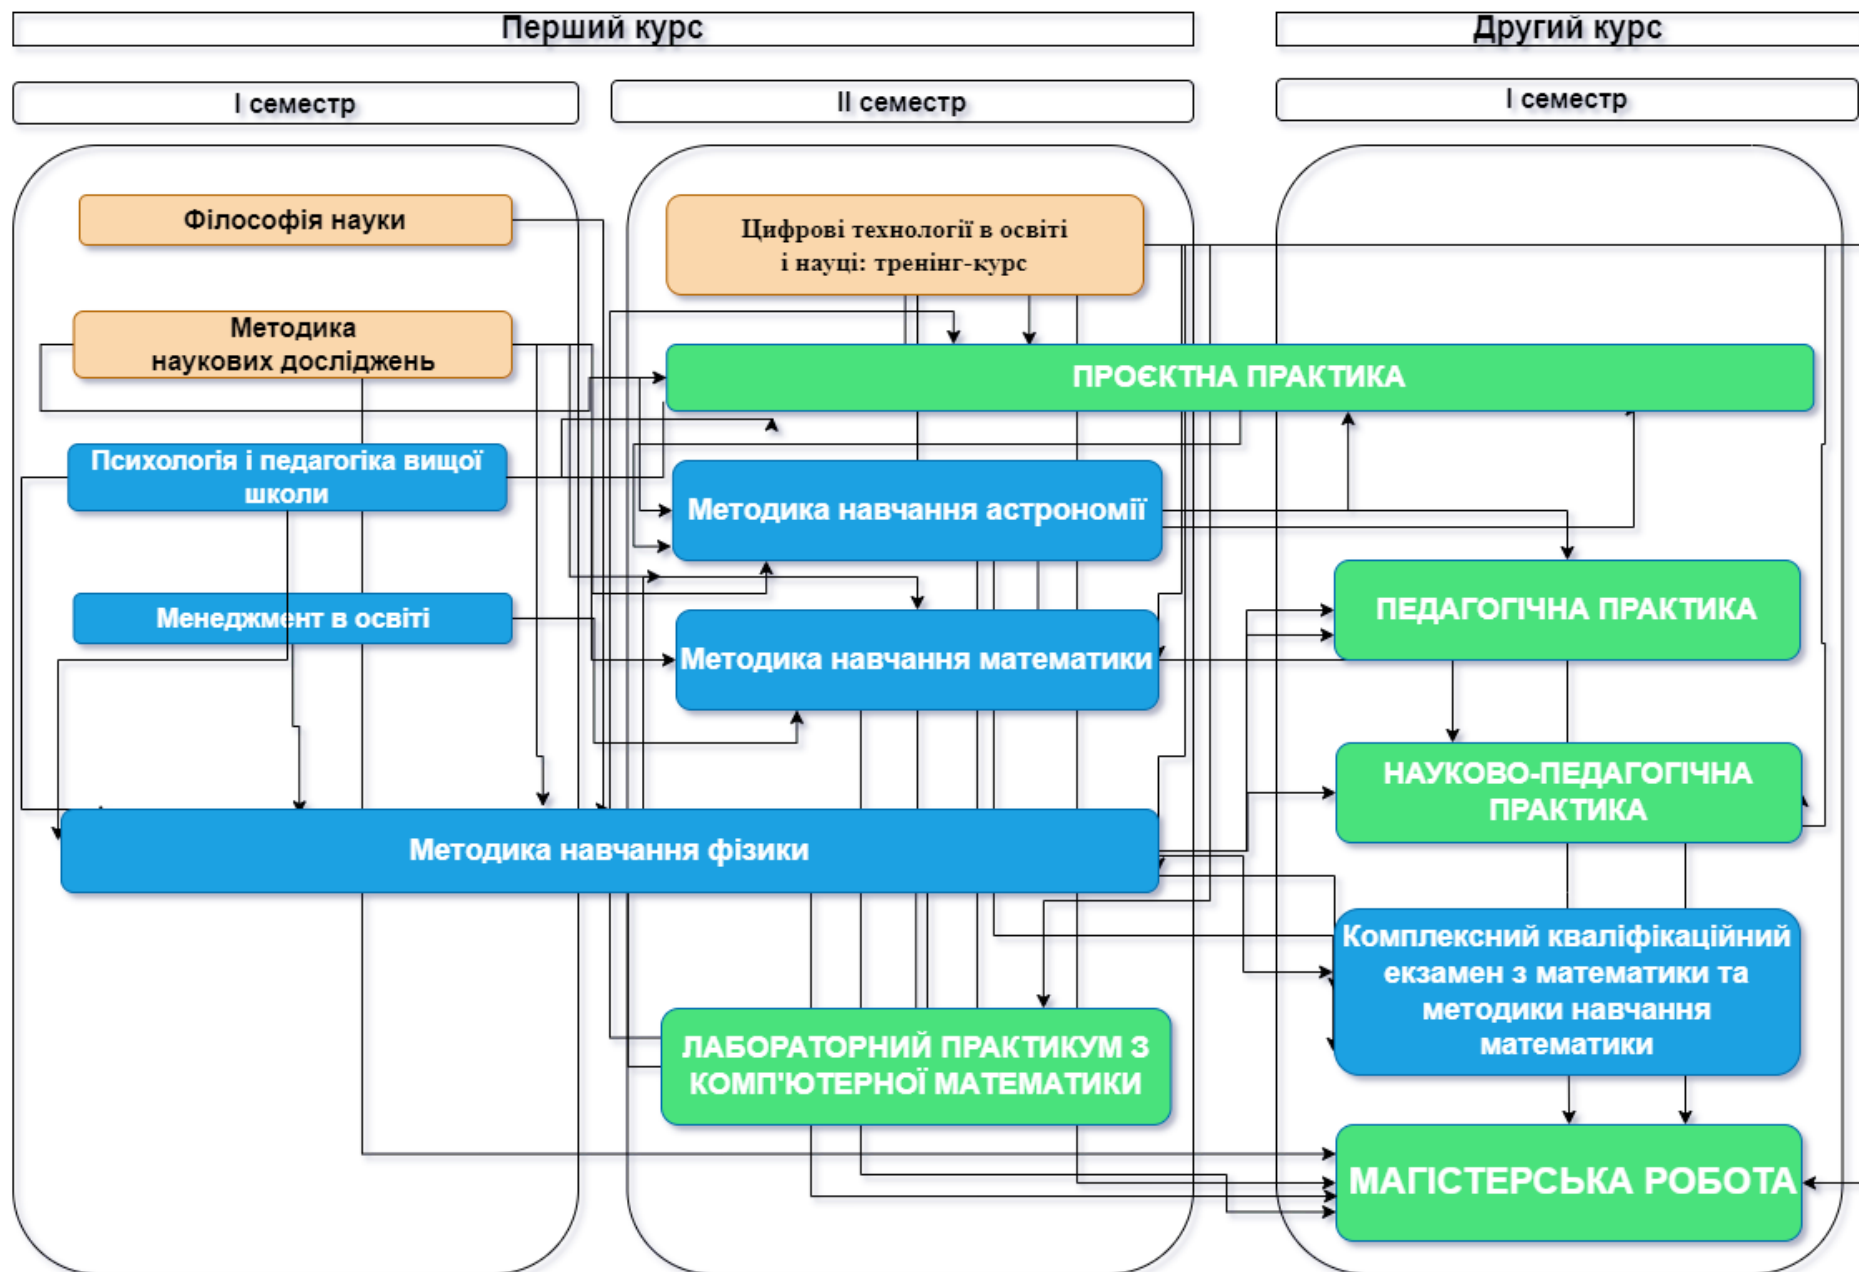 Перший курс
Другий курс
І семестр
ІІ семестр
І семестр
Філософія науки
Методика
наукових досліджень
Психологія і педагогіка вищої
школи
Менеджмент в освіті
Цифрові технології в освіті
і науці: тренінг-курс
ПРОЄКТНА ПРАКТИКА
Методика навчання астрономії
Методика навчання математики
Методика навчання фізики
ЛАБОРАТОРНИЙ ПРАКТИКУМ З
КОМП'ЮТЕРНОЇ МАТЕМАТИКИ
ПЕДАГОГІЧНА ПРАКТИКА
НАУКОВО-ПЕДАГОГІЧНА
ПРАКТИКА
Комплексний кваліфікаційний
екзамен з математики та
методики навчання
математики
МАГІСТЕРСЬКА РОБОТА